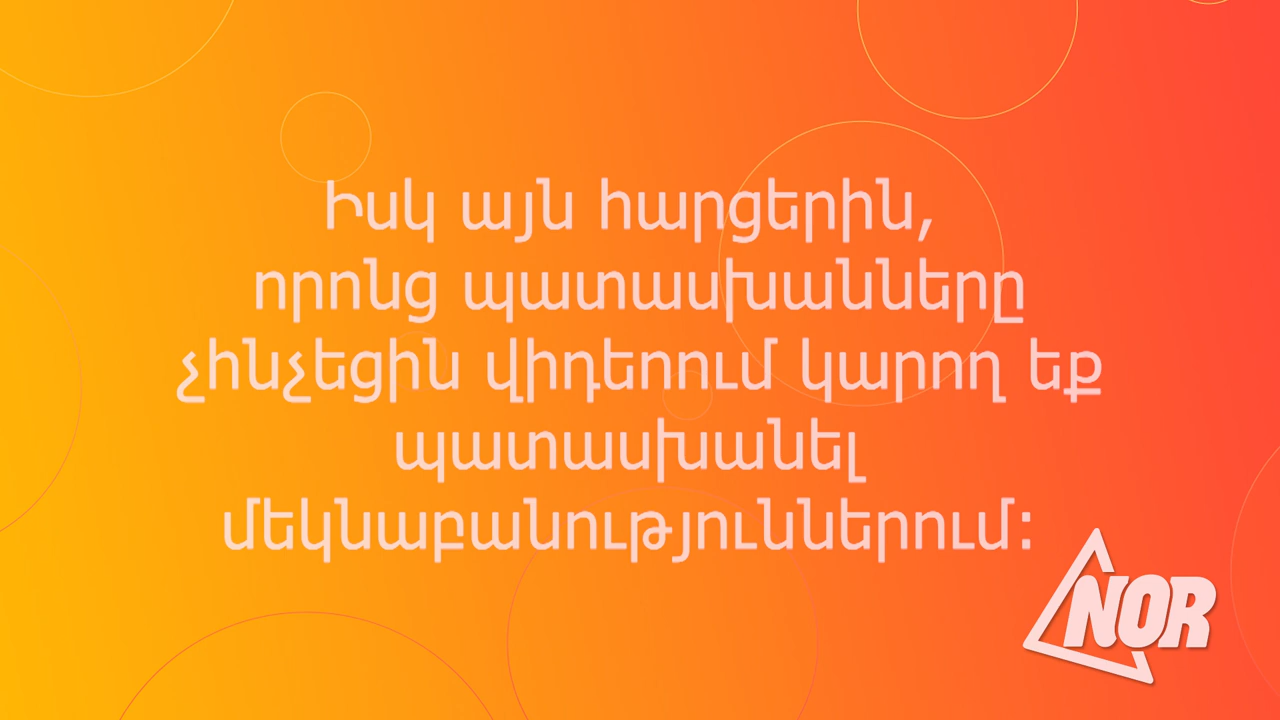 Իսկ այն հարցերին,
որոնց պատասխանները
չհնչեցին վիդեոում կարող եք
պատասխանել
մեկնաբանություններում:
NOR